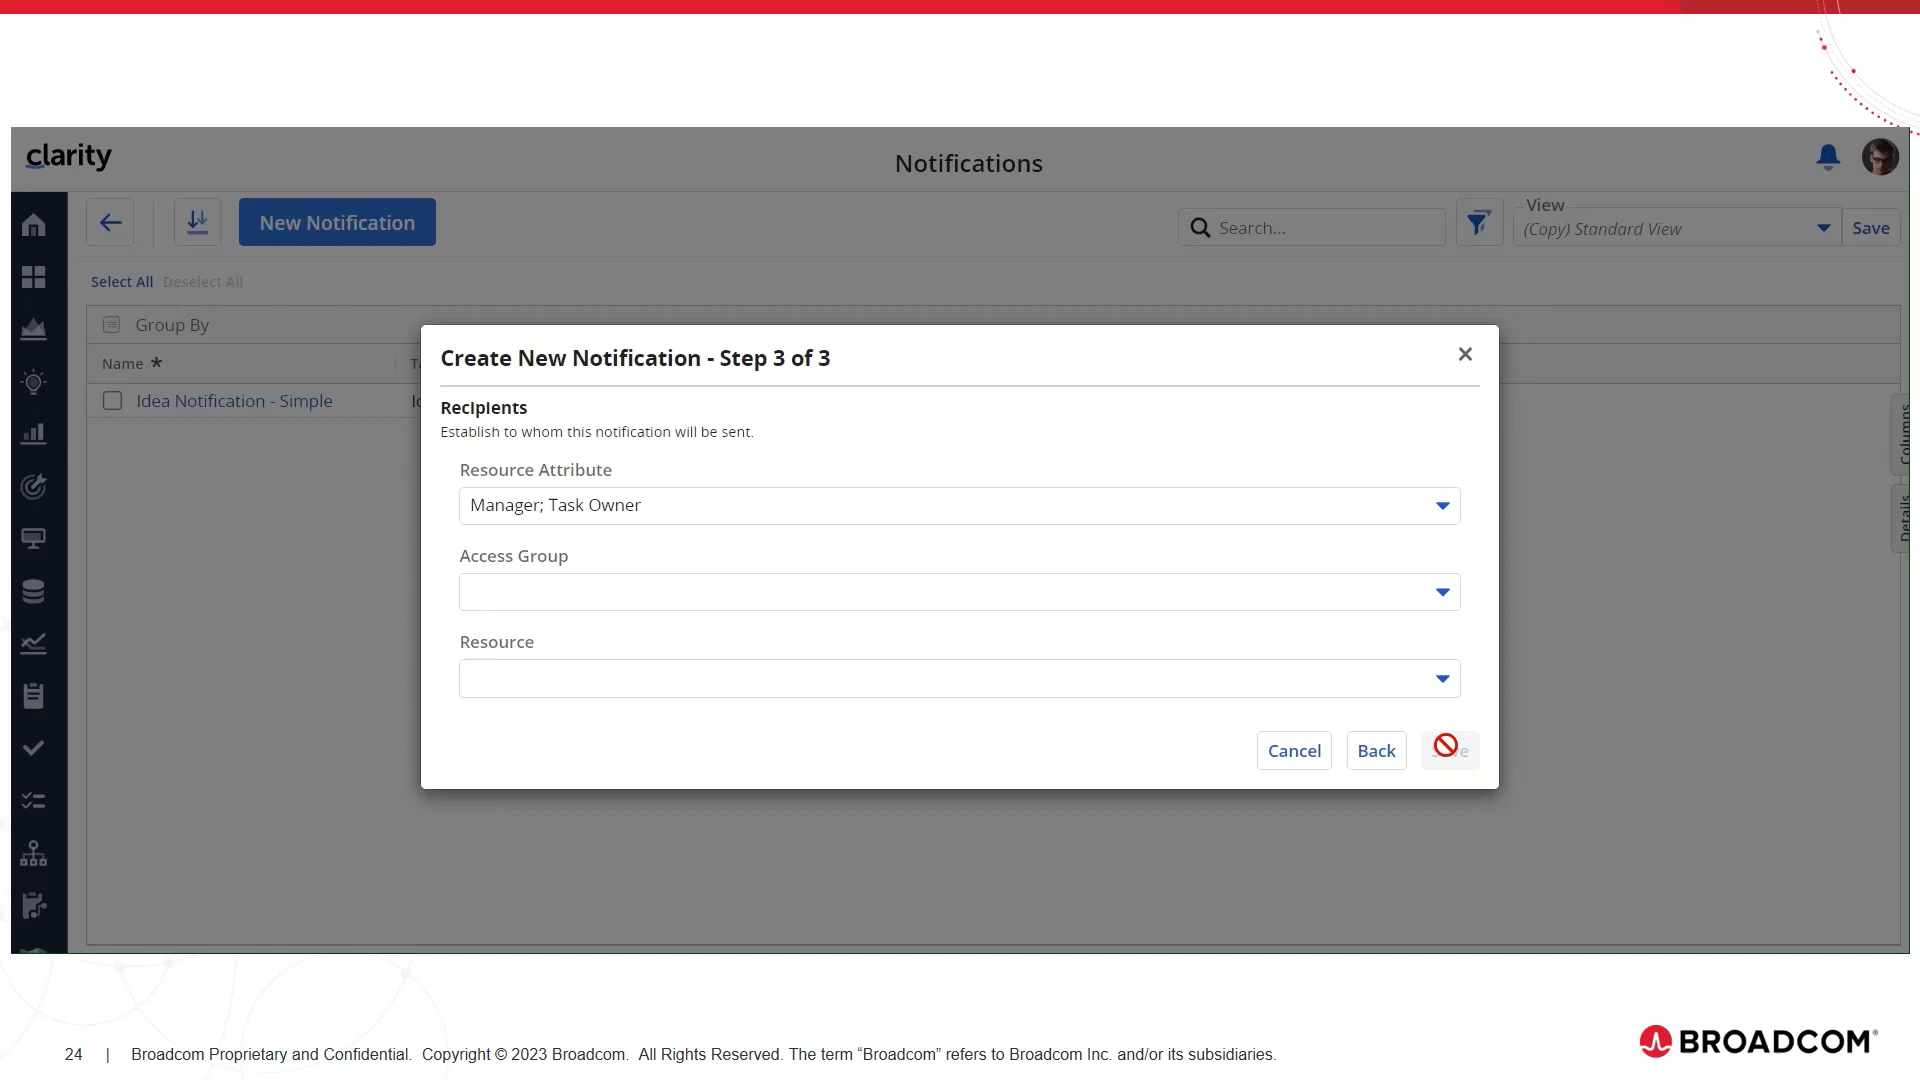 clarity
Notifications
New Notification
Search...
View
(Copy) Standard View
Save
Select All Deselect All
Group By
Name *
Idea Notification - Simple
Columns
Details
Create New Notification - Step 3 of 3
Recipients
Establish to whom this notification will be sent.
Resource Attribute
Manager; Task Owner
Access Group
Resource
Cancel
Back
24 | Broadcom Proprietary and Confidential. Copyright © 2023 Broadcom. All Rights Reserved. The term “Broadcom” refers to Broadcom Inc. and/or its subsidiaries.
BROADCOM®